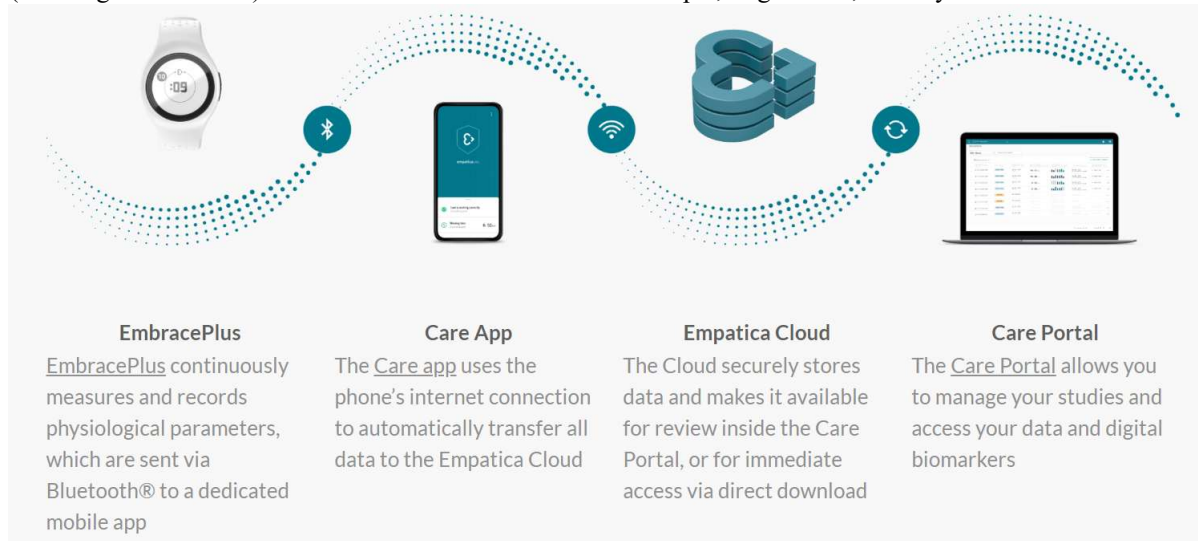 :09
EmbracePlus
EmbracePlus continuously
measures and records
physiological parameters,
which are sent via
Bluetooth® to a dedicated
mobile app
Care App
The Care app uses the
phone's internet connection
to automatically transfer all
data to the Empatica Cloud
Empatica Cloud
The Cloud securely stores
data and makes it available
for review inside the Care
Portal, or for immediate
access via direct download
Care Portal
The Care Portal allows you
to manage your studies and
access your data and digital
biomarkers